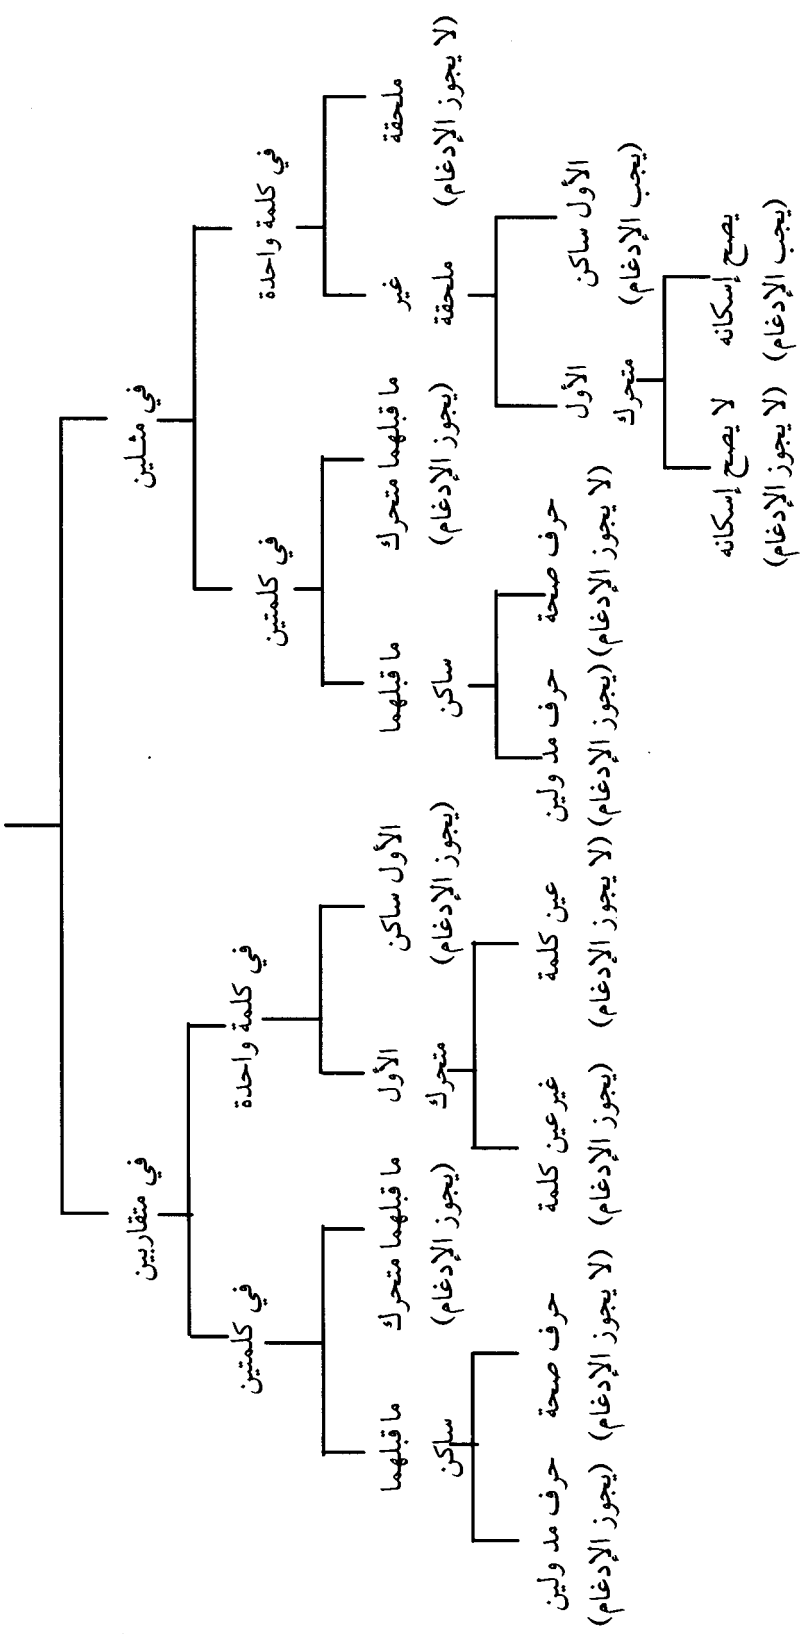 في مثلين
في متقاربين
في كلمة واحدة
في كلمتين
في كلمة واحدة
في كلمتين
ملحقة
(لا يجوز الإدغام)
غير
ملحقة
ما قبلهما متحرك
(يجوز الإدغام)
ما قبلهما
ساكن
الأول ساكن
(يجوز الإدغام)
الأول
متحرك
ما قبلهما متحرك
(يجوز الإدغام)
ما قبلهما
ساكن
الأول ساكن
(يجب الإدغام)
الأول
متحرك
حرف صحة
(لا يجوز الإدغام)
حرف مد ولين
(يجوز الإدغام)
عين كلمة
(لا يجوز الإدغام)
غير عين كلمة
(يجوز الإدغام)
حرف صحة
(لا يجوز الإدغام)
حرف مد ولين
(يجوز الإدغام)
يصح إسكانه
(يجب الإدغام)
لا يصح إسكانه
(لا يجوز الإدغام)